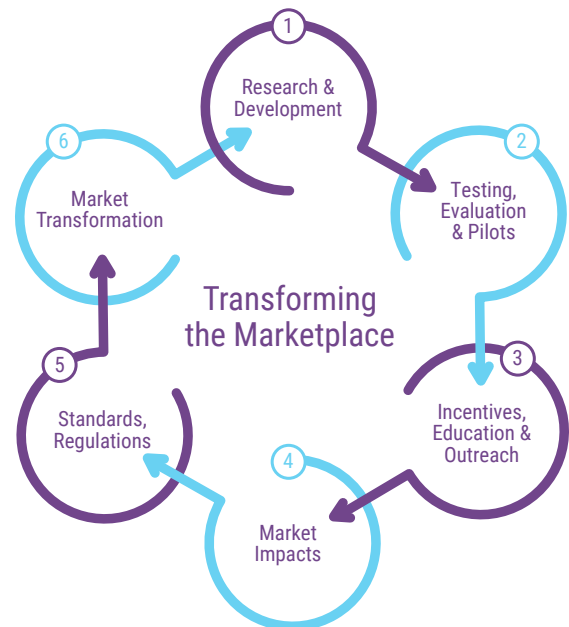 1
Research &
Development
2
Testing,
Evaluation
& Pilots
3
Incentives,
Education &
Outreach
4
Market
Impacts
5
Standards,
Regulations
6
Market
Transformation
Transforming
the Marketplace